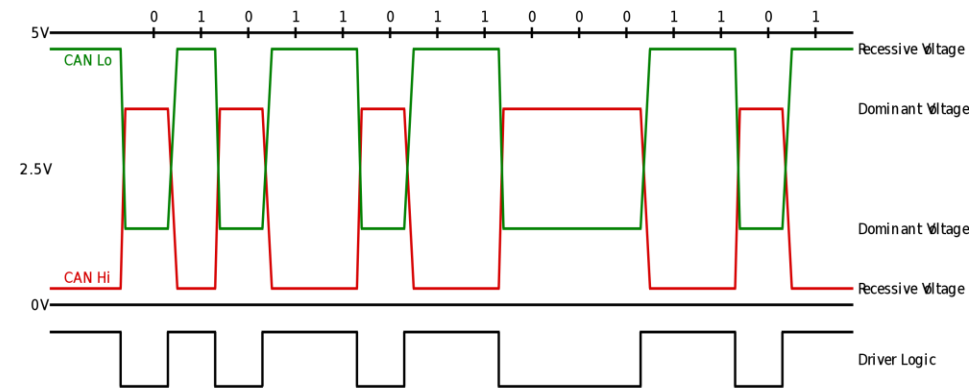 0 1 0 1 1 0 1 1 0 0 0 1 1 0 1
5V
Recessive Voltage
CAN Lo
Dominant Voltage
2.5V
Dominant Voltage
CAN Hi
Recessive Voltage
0V
Driver Logic